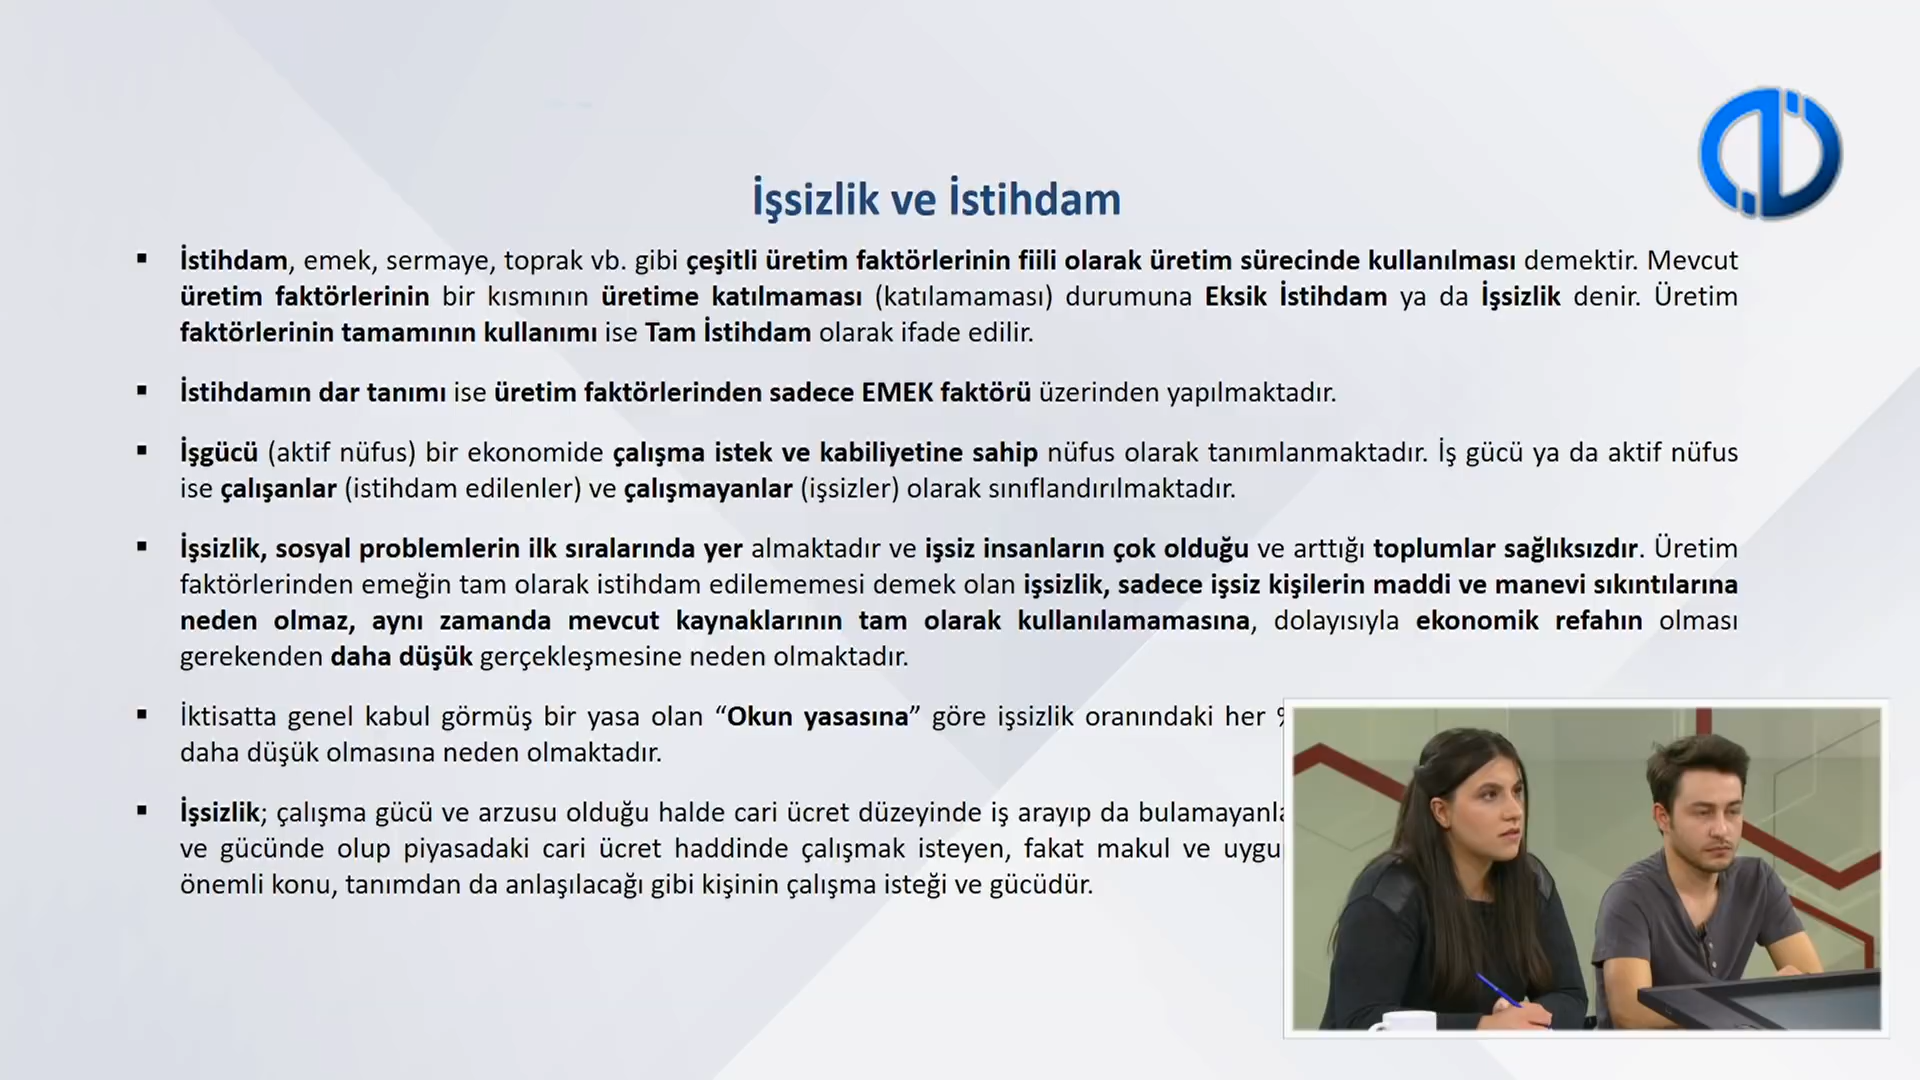 İşsizlik ve İstihdam
▪ İstihdam, emek, sermaye, toprak vb. gibi çeşitli üretim faktörlerinin fiili olarak üretim sürecinde kullanılması demektir. Mevcut
üretim faktörlerinin bir kısmının üretime katılmaması (katılamaması) durumuna Eksik İstihdam ya da İşsizlik denir. Üretim
faktörlerinin tamamının kullanımı ise Tam İstihdam olarak ifade edilir.
▪ İstihdamın dar tanımı ise üretim faktörlerinden sadece EMEK faktörü üzerinden yapılmaktadır.
▪ İşgücü (aktif nüfus) bir ekonomide çalışma istek ve kabiliyetine sahip nüfus olarak tanımlanmaktadır. İş gücü ya da aktif nüfus
ise çalışanlar (istihdam edilenler) ve çalışmayanlar (işsizler) olarak sınıflandırılmaktadır.
▪ İşsizlik, sosyal problemlerin ilk sıralarında yer almaktadır ve işsiz insanların çok olduğu ve arttığı toplumlar sağlıksızdır. Üretim
faktörlerinden emeğin tam olarak istihdam edilememesi demek olan işsizlik, sadece işsiz kişilerin maddi ve manevi sıkıntılarına
neden olmaz, aynı zamanda mevcut kaynaklarının tam olarak kullanılamamasına, dolayısıyla ekonomik refahın olması
gerekenden daha düşük gerçekleşmesine neden olmaktadır.
▪ İktisatta genel kabul görmüş bir yasa olan “Okun yasasına” göre işsizlik oranındaki her
daha düşük olmasına neden olmaktadır.
▪ İşsizlik; çalışma gücü ve arzusu olduğu halde cari ücret düzeyinde iş arayıp da
ve gücünde olup piyasadaki cari ücret haddinde çalışmak isteyen, fakat makul ve
önemli konu, tanımdan da anlaşılacağı gibi kişinin çalışma isteği ve gücüdür.